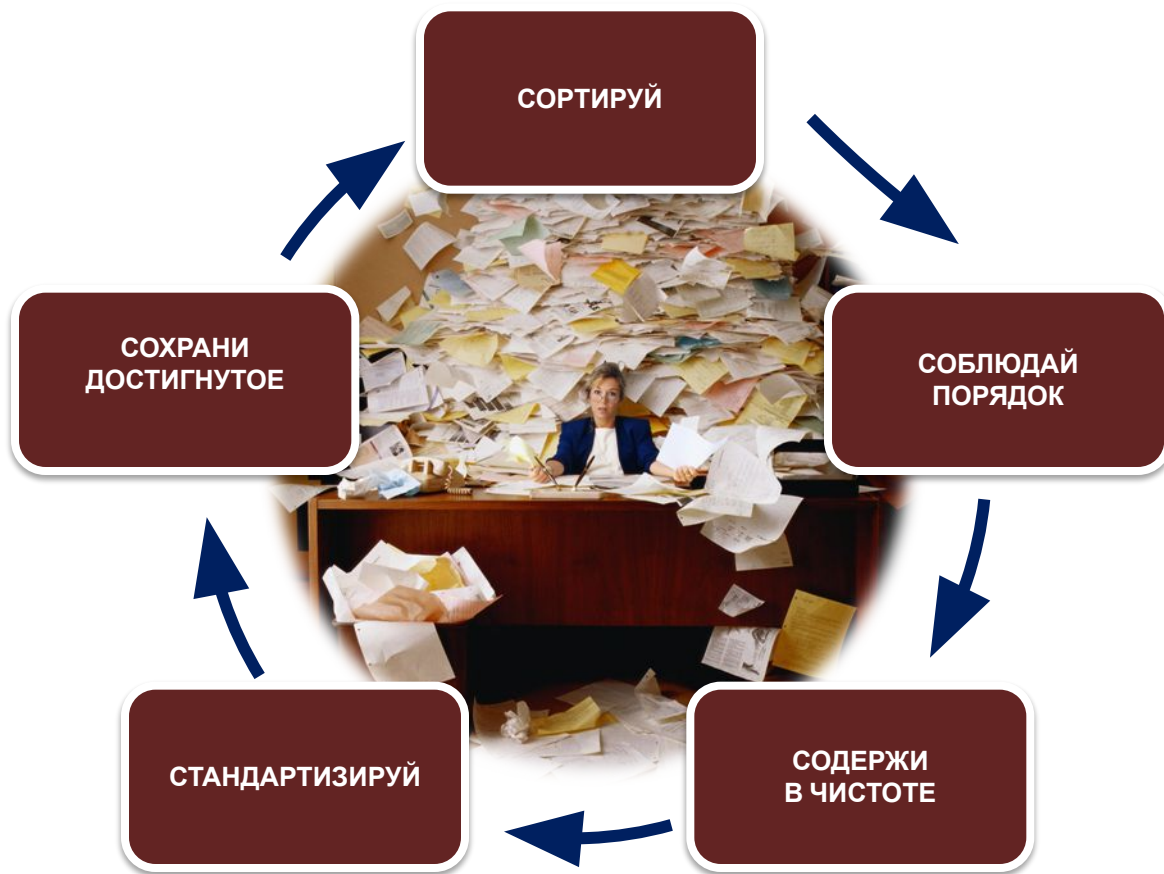 СОРТИРУЙ
СОБЛЮДАЙ
ПОРЯДОК
СОДЕРЖИ
В ЧИСТОТЕ
СТАНДАРТИЗИРУЙ
СОХРАНИ
ДОСТИГНУТОЕ